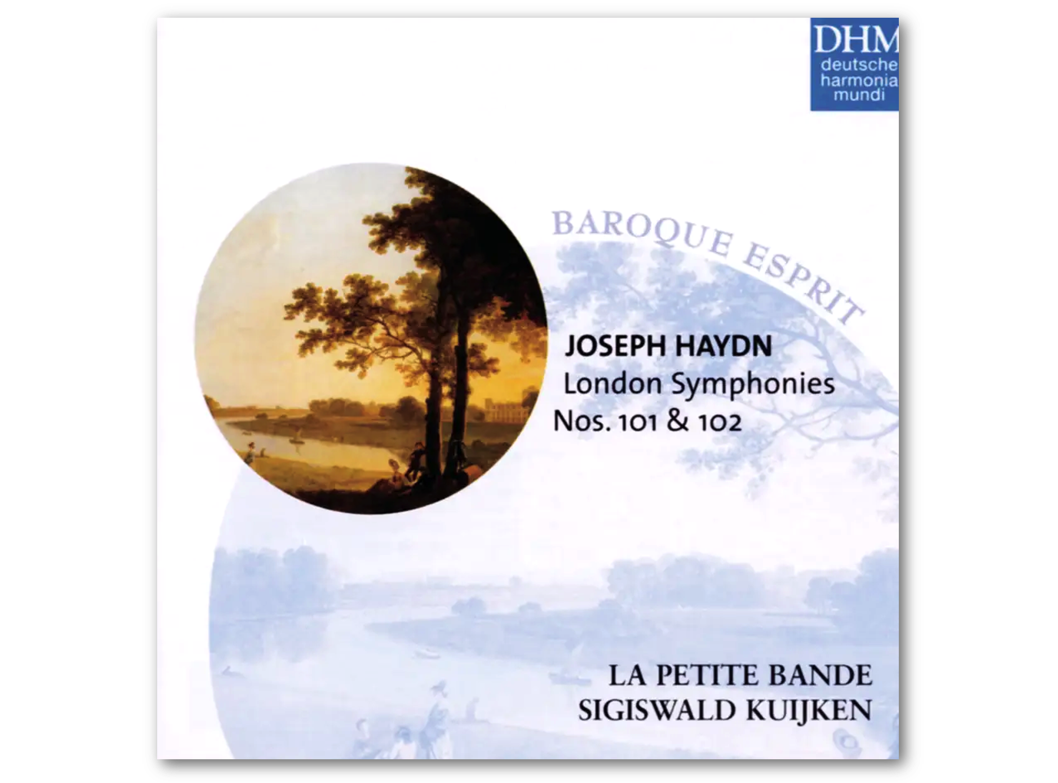 DHM
deutsche
harmonia
mundi
BAROQUE ESPRIT
JOSEPH HAYDN
London Symphonies
Nos. 101 & 102
LA PETITE BANDE
SIGISWALD KUIJKEN